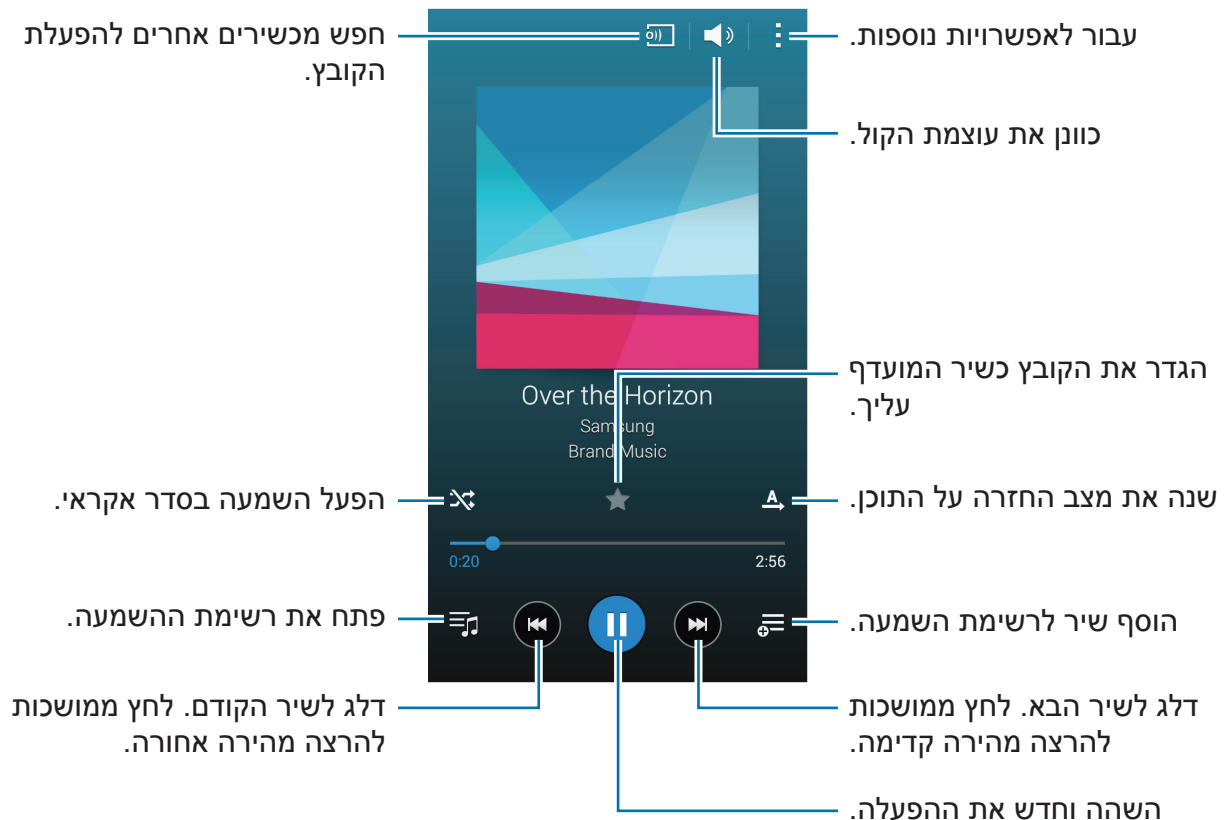 חפש מכשירים אחרים להפעלת
הקובץ.
עבור לאפשרויות נוספות.
כוונן את עוצמת הקול.
הגדר את הקובץ כשיר המועדף
עליך.
Over the Horizon
Samsung
Brand Music
הפעל השמעה בסדר אקראי.
A
שנה את מצב החזרה על התוכן.
0:20
2:56
פתח את רשימת ההשמעה.
הוסף שיר לרשימת השמעה.
דלג לשיר הקודם. לחץ ממושכות
להרצה מהירה אחורה.
דלג לשיר הבא. לחץ ממושכות
להרצה מהירה קדימה.
השהה וחדש את ההפעלה.